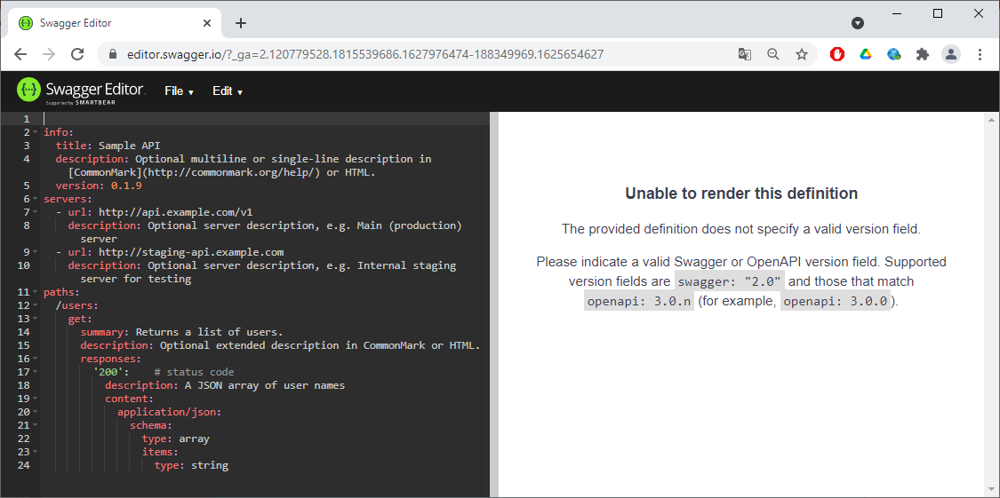 Swagger Editor
editor.swagger.io/?_ga=2.120779528.1815539686.1627976474-188349969.1625654627
Swagger Editor
Supported by SMARTBEAR
File ▾ Edit ▾
1
2 info:
3 title: Sample API
4 description: Optional multiline or single-line description in
[CommonMark](http://commonmark.org/help/) or HTML.
5 version: 0.1.9
6 servers:
7 - url: http://api.example.com/v1
8 description: Optional server description, e.g. Main (production)
server
9 - url: http://staging-api.example.com
10 description: Optional server description, e.g. Internal staging
server for testing
11 paths:
12 /users:
13 get:
14 summary: Returns a list of users.
15 description: Optional extended description in CommonMark or HTML.
16 responses:
17 '200': # status code
18 description: A JSON array of user names
19 content:
20 application/json:
21 schema:
22 type: array
23 items:
24 type: string
Unable to render this definition
The provided definition does not specify a valid version field.
Please indicate a valid Swagger or OpenAPI version field. Supported
version fields are swagger: "2.0" and those that match
openapi: 3.0.n (for example, openapi: 3.0.0).